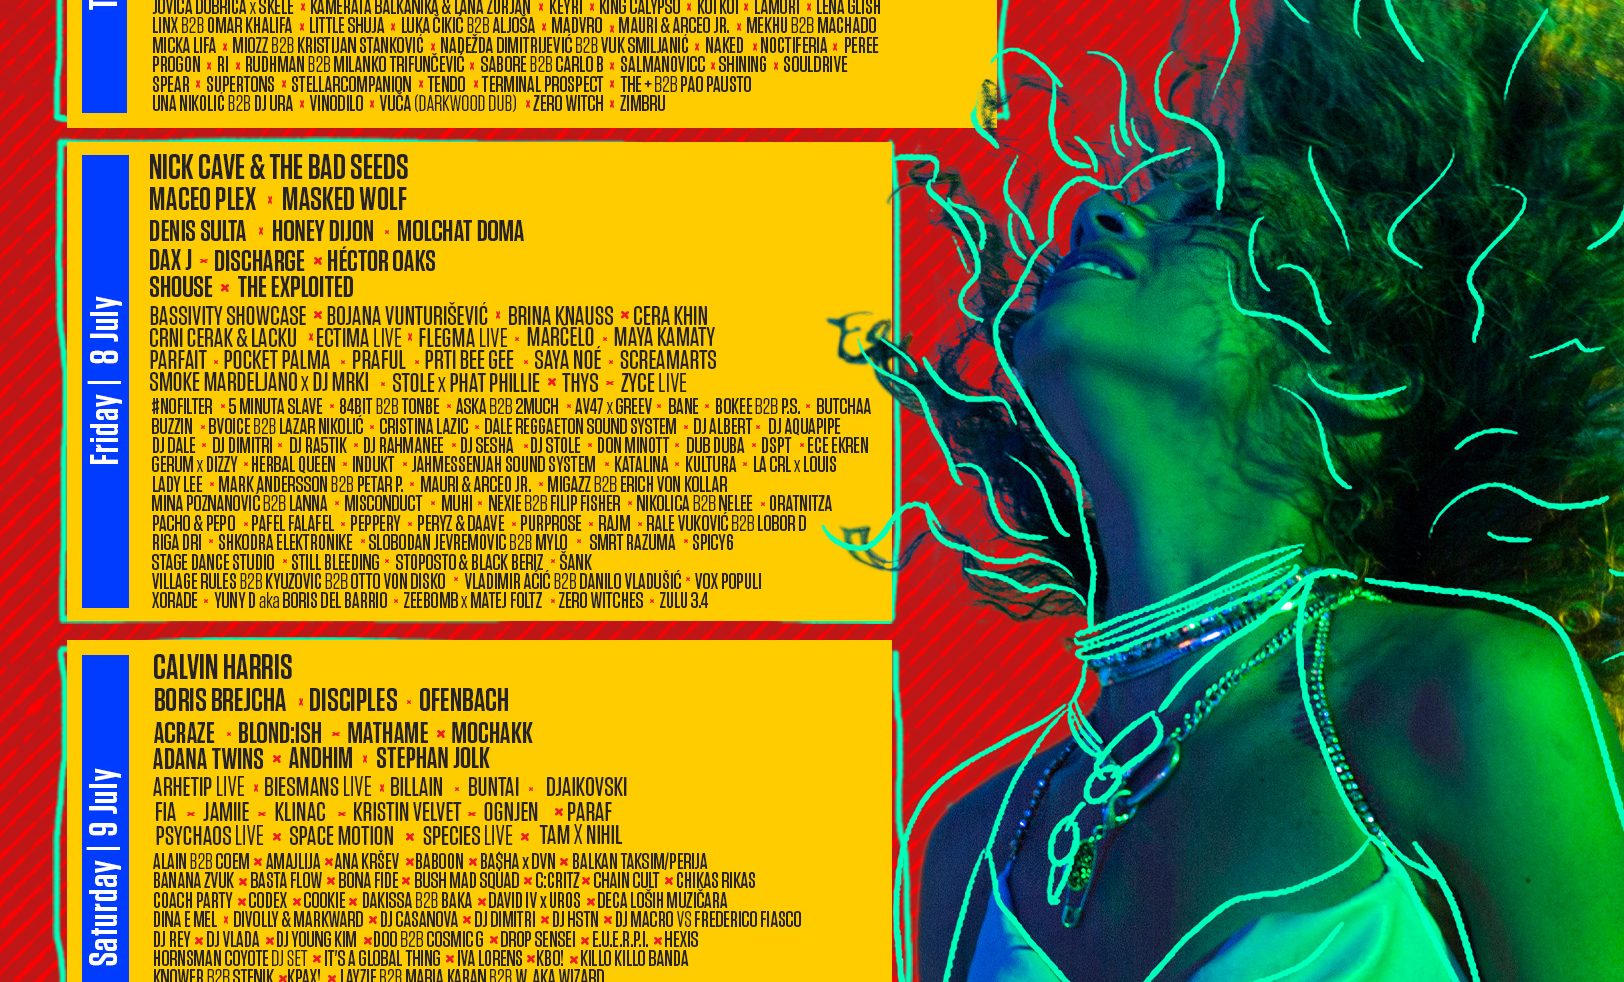 JOVICA DOBRICA x SKELE × KAMERATA BALKANIKA & LANA ZORJAN × KEYRI × KING CALYPSO × KOIKOI × LAMORI × LENA GLISH
LINX B2B OMAR KHALIFA × LITTLE SHUJA × LUKA ČIKIĆ B2B ALJOŠA × MADVRO × MAURI & ARCEO JR. × MEKHU B2B MACHADO
MICKA LIFA × MIOZZ B2B KRISTIJAN STANKOVIĆ × NADEŽDA DIMITRIJEVIĆ B2B VUK SMILJANIĆ × NAKED × NOCTIFERIA × PEREE
PROGON × RI × RUDHMAN B2B MILANKO TRIFUNČEVIĆ × SABORE B2B CARLO B × SALMANOVICC × SHINING × SOULDRIVE
SPEAR × SUPERTONS × STELLARCOMPANION × TENDO × TERMINAL PROSPECT × THE + B2B PAO PAUSTO
UNA NIKOLIĆ B2B DJ URA × VINODILO × VUČA (DARKWOOD DUB) × ZERO WITCH × ZIMBRU
Friday | 8 July
NICK CAVE & THE BAD SEEDS
MACEO PLEX × MASKED WOLF
DENIS SULTA × HONEY DIJON × MOLCHAT DOMA
DAX J × DISCHARGE × HÉCTOR OAKS
SHOUSE × THE EXPLOITED
BASSIVITY SHOWCASE × BOJANA VUNTURIŠEVIĆ × BRINA KNAUSS × CERA KHIN
CRNI CERAK & LACKU × ECTIMA LIVE × FLEGMA LIVE × MARCELO × MAYA KAMATY
PARFAIT × POCKET PALMA × PRAFUL × PRTI BEE GEE × SAYA NOÉ × SCREAMARTS
SMOKE MARDELJANO x DJ MRKI × STOLE x PHAT PHILLIE × THYS × ZYCE LIVE
#NOFILTER × 5 MINUTA SLAVE × 84BIT B2B TONBE × ASKA B2B 2MUCH × AV47 x GREEV × BANE × BOKEE B2B P.S. × BUTCHAA
BUZZIN × BVOICE B2B LAZAR NIKOLIĆ × CRISTINA LAZIC × DALE REGGAETON SOUND SYSTEM × DJ ALBERT × DJ AQUAPIPE
DJ DALE × DJ DIMITRI × DJ RA5TIK × DJ RAHMANEE × DJ SESHA × DJ STOLE × DON MINOTT × DUB DUBA × DSPT × ECE EKREN
GERUM x DIZZY × HERBAL QUEEN × INDUKT × JAHMESSENJAH SOUND SYSTEM × KATALINA × KULTURA × LA CRL x LOUIS
LADY LEE × MARK ANDERSSON B2B PETAR P. × MAURI & ARCEO JR. × MIGAZZ B2B ERICH VON KOLLAR
MINA POZNANOVIĆ B2B LANNA × MISCONDUCT × MUHI × NEXIE B2B FILIP FISHER × NIKOLICA B2B NELEE × ORATNITZA
PACHO & PEPO × PAFEL FALAFEL × PEPPERY × PERYZ & DAAVE × PURPROSE × RAJM × RALE VUKOVIĆ B2B LOBOR D
RIGA DRI × SHKODRA ELEKTRONIKE × SLOBODAN JEVREMOVIC B2B MYLO × SMRT RAZUMA × SPICY6
STAGE DANCE STUDIO × STILL BLEEDING × STOPOSTO & BLACK BERIZ × ŠANK
VILLAGE RULES B2B KYUZOVIC B2B OTTO VON DISKO × VLADIMIR AĆIĆ B2B DANILO VLADUŠIĆ × VOX POPULI
XORADE × YUNY D aka BORIS DEL BARRIO × ZEEBOMB x MATEJ FOLTZ × ZERO WITCHES × ZULU 3.4
Saturday | 9 July
CALVIN HARRIS
BORIS BREJCHA × DISCIPLES × OFENBACH
ACRAZE × BLOND:ISH × MATHAME × MOCHAKK
ADANA TWINS × ANDHIM × STEPHAN JOLK
ARHETIP LIVE × BIESMANS LIVE × BILLAIN × BUNTAI × DJAIKOVSKI
FIA × JAMIIE × KLINAC × KRISTIN VELVET × OGNJEN × PARAF
PSYCHAOS LIVE × SPACE MOTION × SPECIES LIVE × TAM X NIHIL
ALAIN B2B COEM × AMAJLIJA × ANA KRŠEV × BABOON × BA$HA x DVN × BALKAN TAKSIM/PERIJA
BANANA ZVUK × BASTA FLOW × BONA FIDE × BUSH MAD SQUAD × C:CRITZ × CHAIN CULT × CHIKAS RIKAS
COACH PARTY × CODEX × COOKIE × DAKISSA B2B BAKA × DAVID IV x UROS × DECA LOŠIH MUZIČARA
DINA E MEL × DIVOLLY & MARKWARD × DJ CASANOVA × DJ DIMITRI × DJ HSTN × DJ MACRO VS FREDERICO FIASCO
DJ REY × DJ VLADA × DJ YOUNG KIM × DOO B2B COSMIC G × DROP SENSEI × E.U.E.R.P.I. × HEXIS
HORNSMAN COYOTE DJ SET × IT'S A GLOBAL THING × IVA LORENS × KBO! × KILLO KILLO BANDA
KNOWER B2B STENIK × KPAX! × LAYZIE B2B MARIA KABAN B2B W. AKA WIZARD